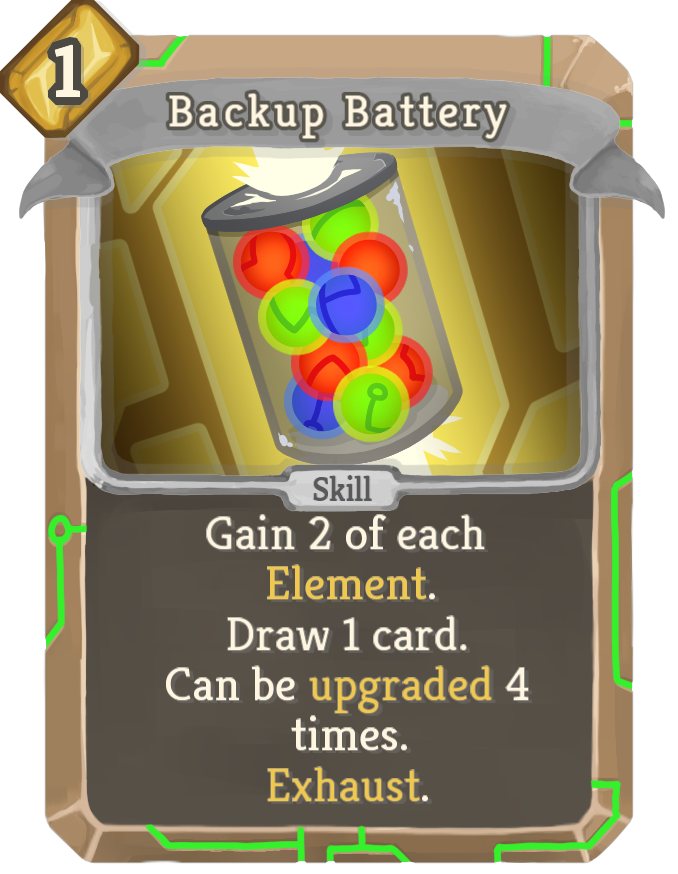 1
Backup Battery
Skill
Gain 2 of each
Element.
Draw 1 card.
Can be upgraded 4
times.
Exhaust.